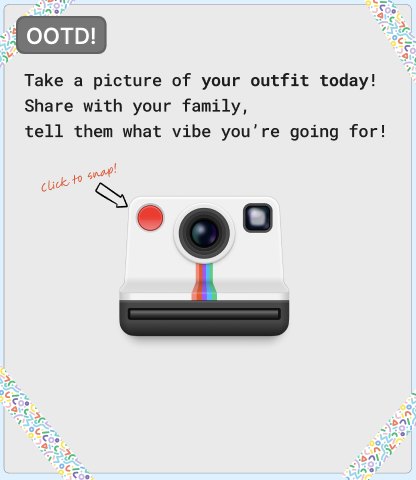 OOTD!
Take a picture of your outfit today!
Share with your family,
tell them what vibe you’re going for!
Click to snap!